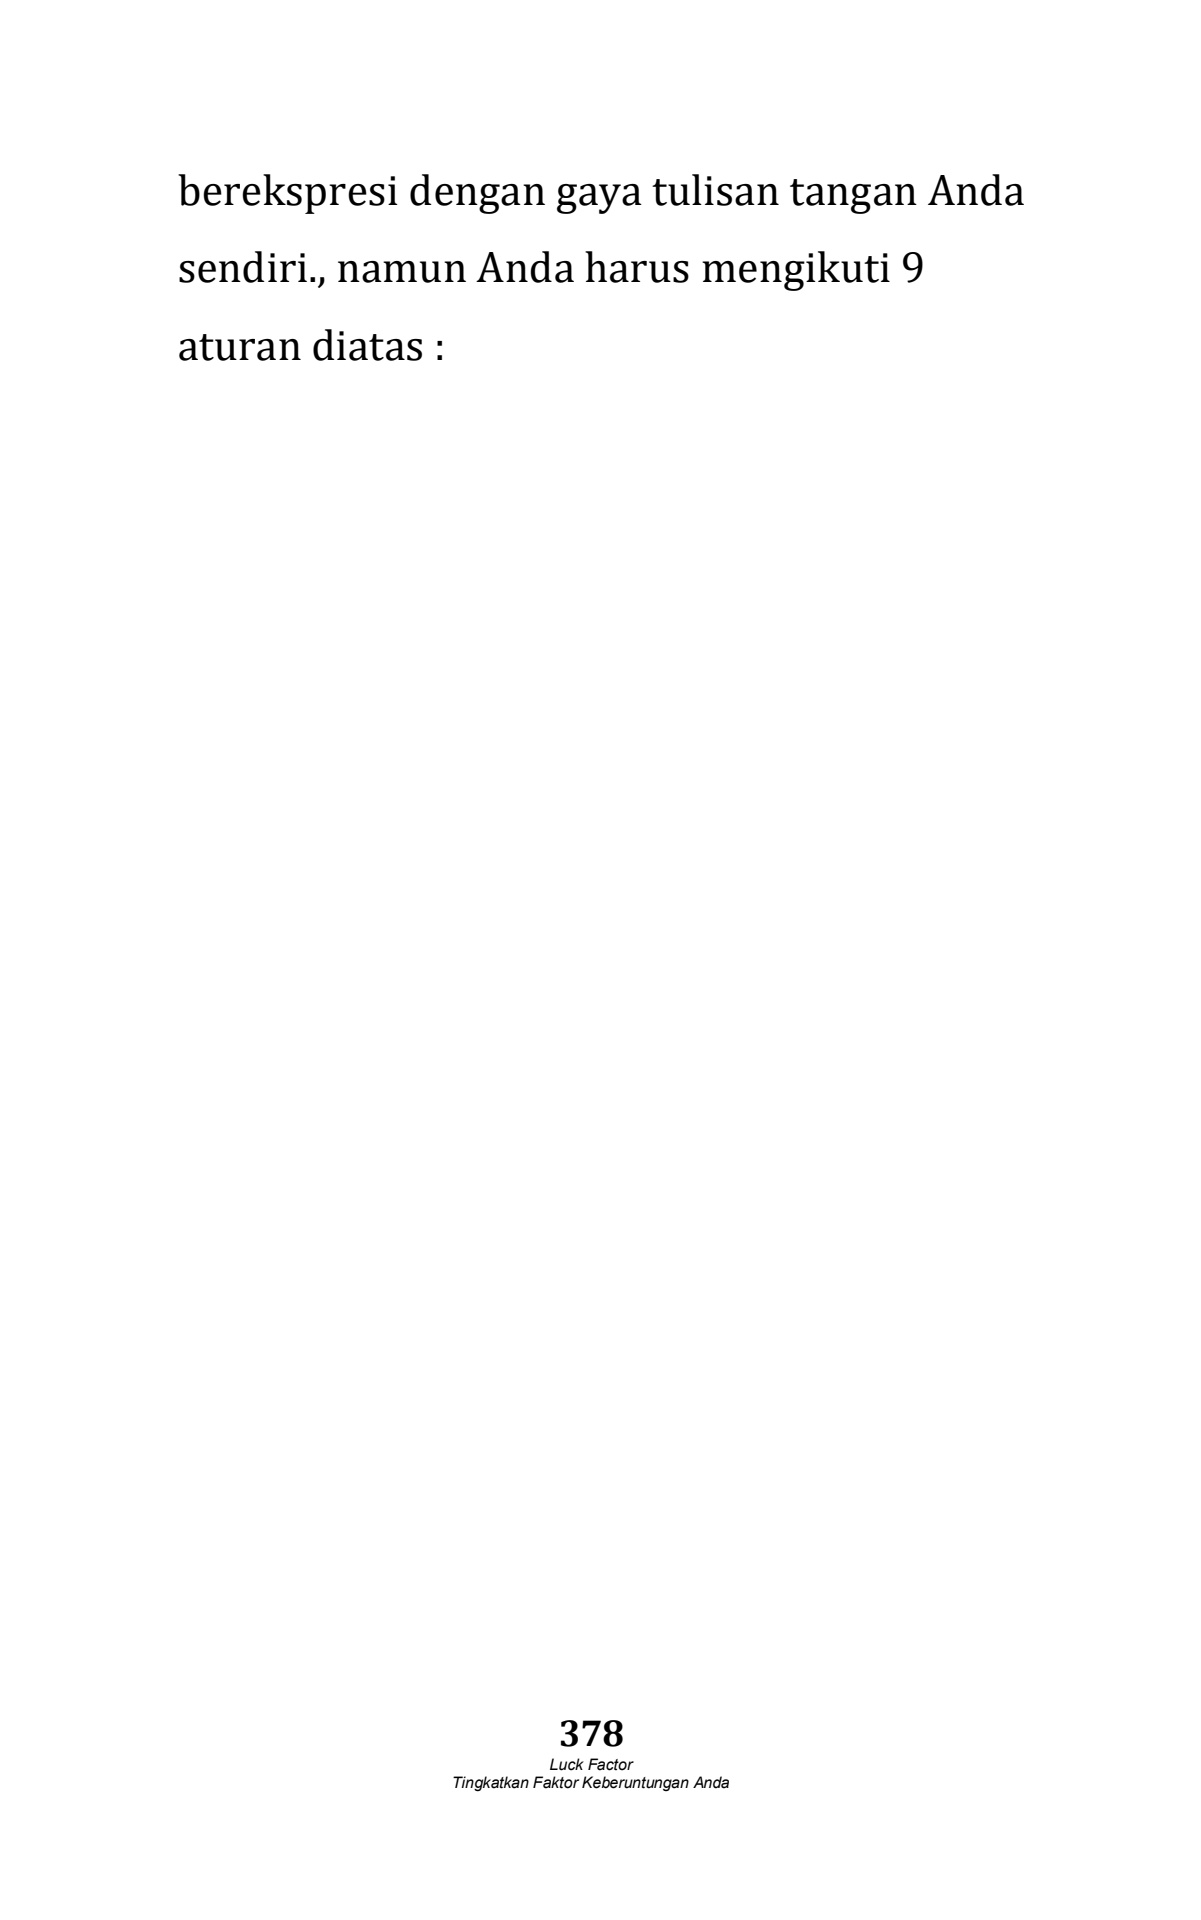 berekspresi dengan gaya tulisan tangan Anda
sendiri., namun Anda harus mengikuti 9
aturan diatas :
378
Luck Factor
Tingkatkan Faktor Keberuntungan Anda